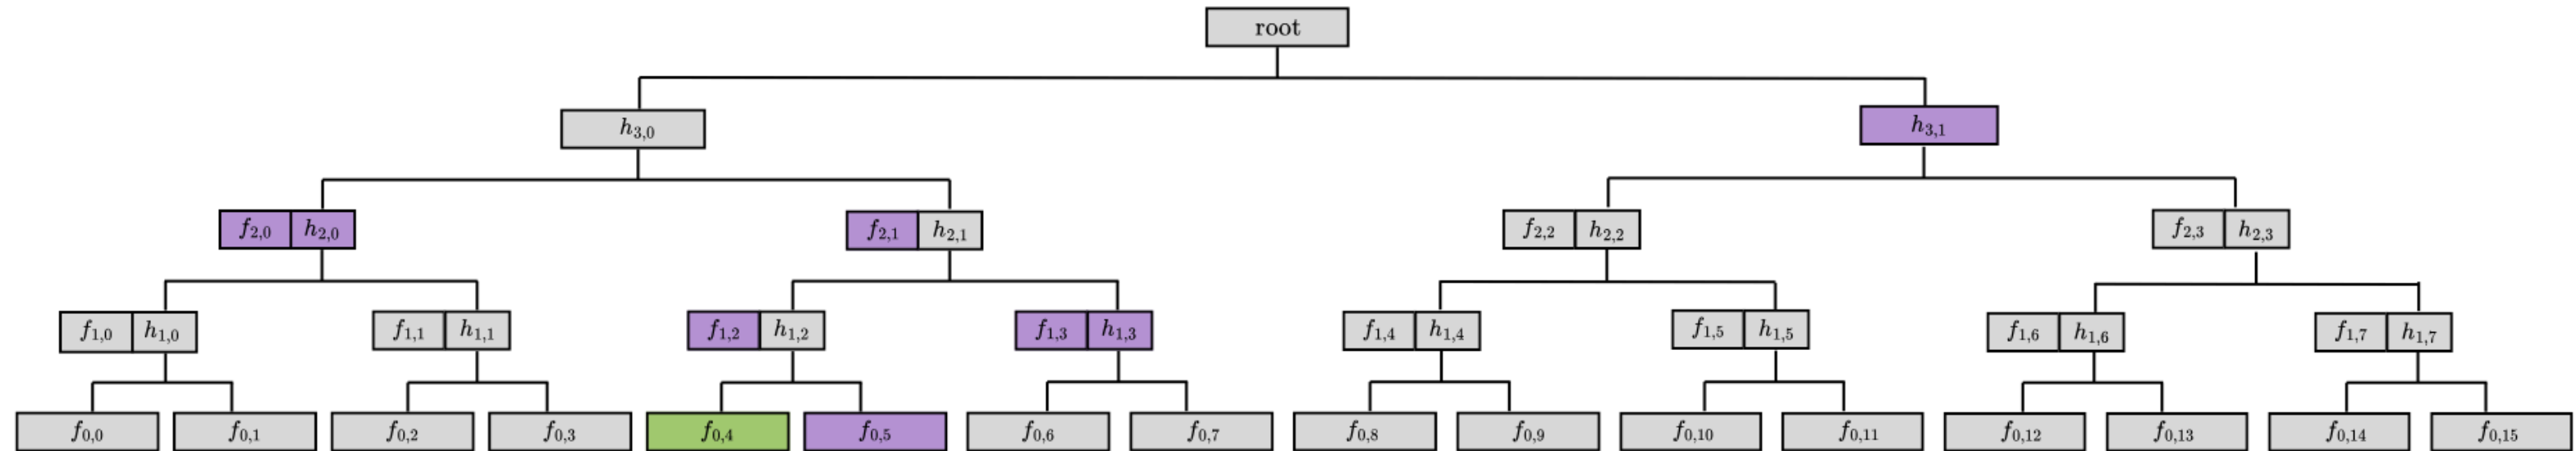 root
h3,0 h3,1
f2,0 h2,0 f2,1 h2,1 f2,2 h2,2 f2,3 h2,3
f1,0 h1,0 f1,1 h1,1 f1,2 h1,2 f1,3 h1,3 f1,4 h1,4 f1,5 h1,5 f1,6 h1,6 f1,7 h1,7
f0,0 f0,1 f0,2 f0,3 f0,4 f0,5 f0,6 f0,7 f0,8 f0,9 f0,10 f0,11 f0,12 f0,13 f0,14 f0,15